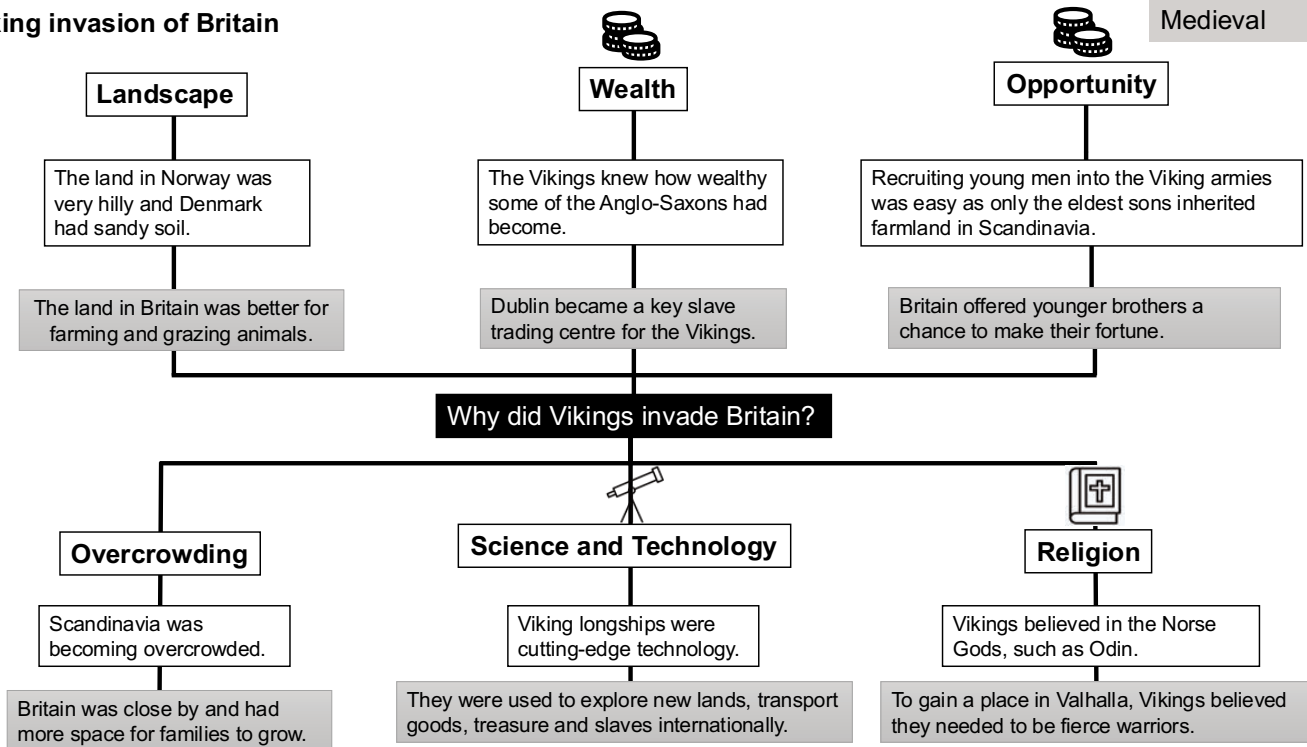 king invasion of Britain
Medieval
Landscape
The land in Norway was
very hilly and Denmark
had sandy soil.
The land in Britain was better for
farming and grazing animals.
Wealth
The Vikings knew how wealthy
some of the Anglo-Saxons had
become.
Dublin became a key slave
trading centre for the Vikings.
Opportunity
Recruiting young men into the Viking armies
was easy as only the eldest sons inherited
farmland in Scandinavia.
Britain offered younger brothers a
chance to make their fortune.
Why did Vikings invade Britain?
Overcrowding
Scandinavia was
becoming overcrowded.
Britain was close by and had
more space for families to grow.
Science and Technology
Viking longships were
cutting-edge technology.
They were used to explore new lands, transport
goods, treasure and slaves internationally.
Religion
Vikings believed in the Norse
Gods, such as Odin.
To gain a place in Valhalla, Vikings believed
they needed to be fierce warriors.